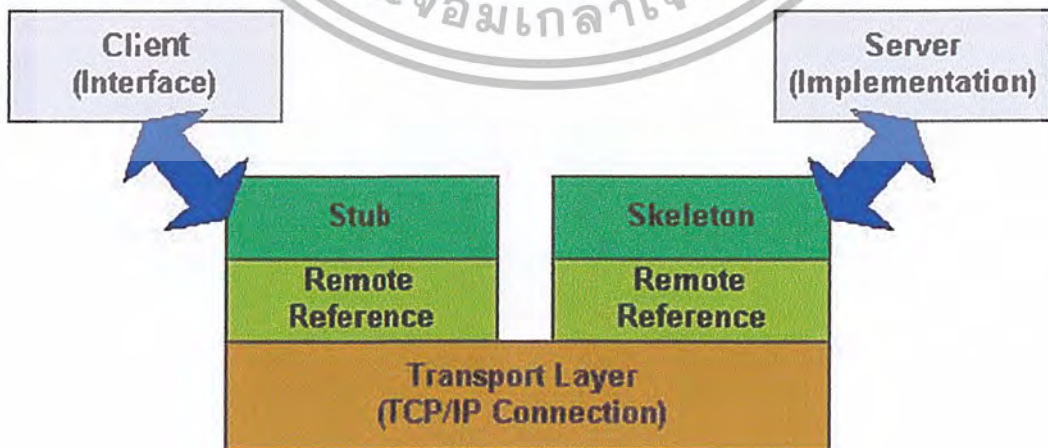 Client
(Interface)
Server
(Implementation)
Stub
Skeleton
Remote
Reference
Remote
Reference
Transport Layer
(TCP/IP Connection)